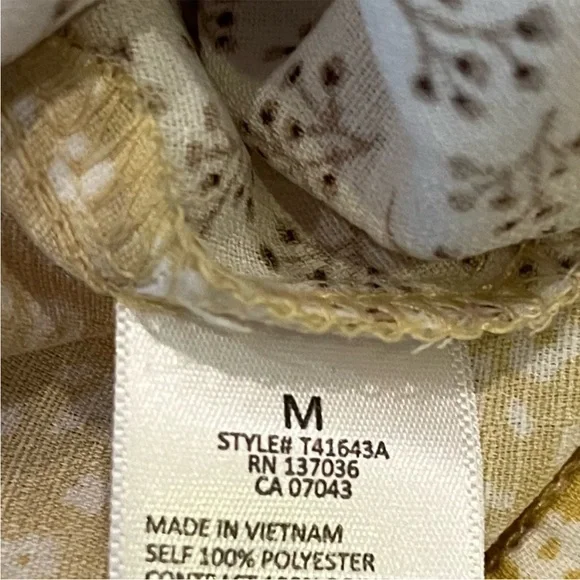 M
STYLE# T41643A
RN 137036
CA 07043
MADE IN VIETNAM
SELF 100% POLYESTER